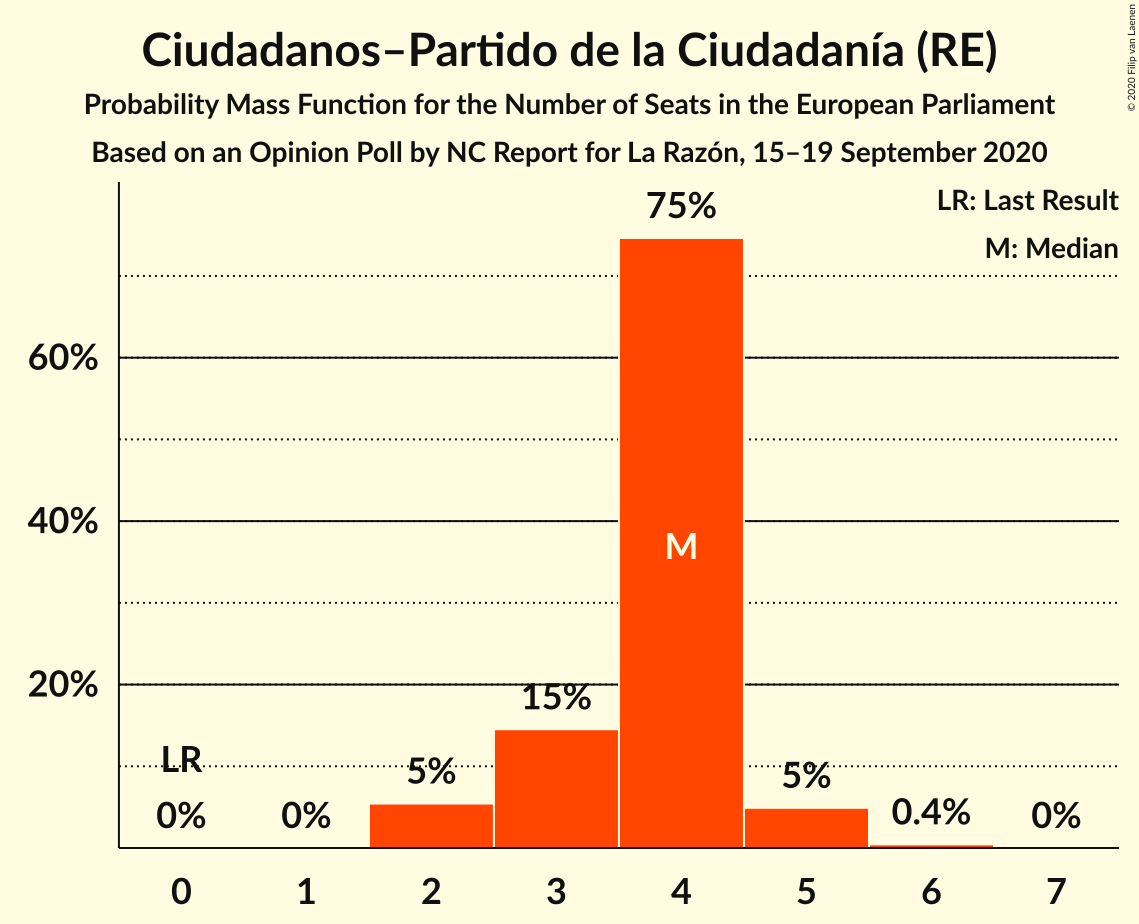 Ciudadanos–Partido de la Ciudadanía (RE)
Probability Mass Function for the Number of Seats in the European Parliament
Based on an Opinion Poll by NC Report for La Razón, 15–19 September 2020
© 2020 Filip van Laenen
LR: Last Result
M: Median
75%
60%
40%
M
20%
15%
LR
5%
5%
0%
0%
0.4%
0%
0 1 2 3 4 5 6 7